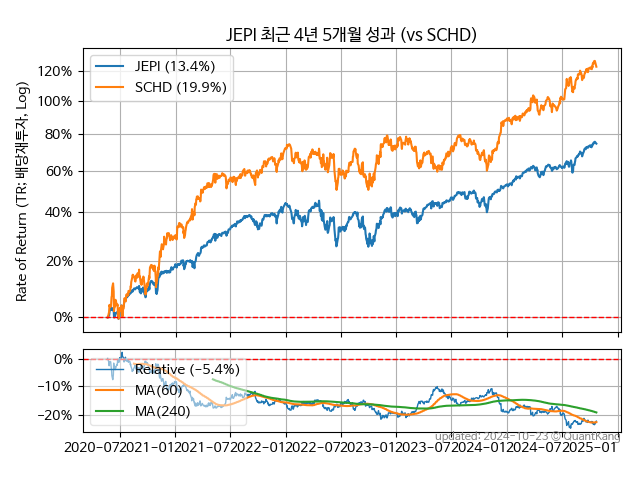 JEPI 최근 4년 5개월 성과 (vs SCHD)
Rate of Return (TR: 배당재투자, Log)
120%
100%
80%
60%
40%
20%
0%
JEPI (13.4%)
SCHD (19.9%)
0%
−10%
−20%
Relative (−5.4%)
MA(60)
MA(240)
updated: 2024-10-23 © QuantKang
2020-07 2021-01 2021-07 2022-01 2022-07 2023-01 2023-07 2024-01 2024-07 2025-01